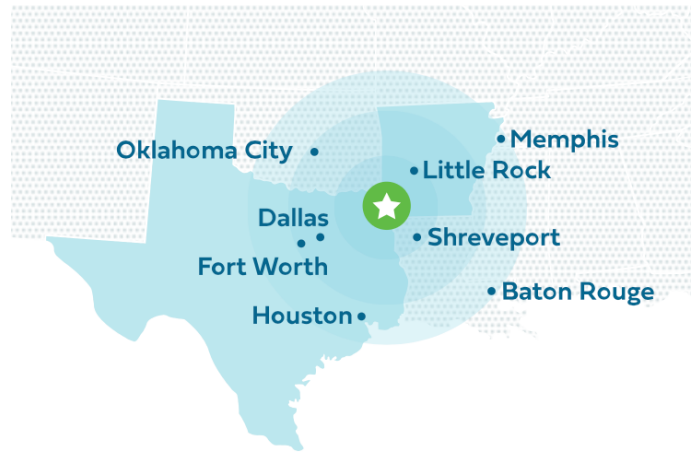 Memphis
Oklahoma City
Little Rock
Dallas
Shreveport
Fort Worth
Baton Rouge
Houston